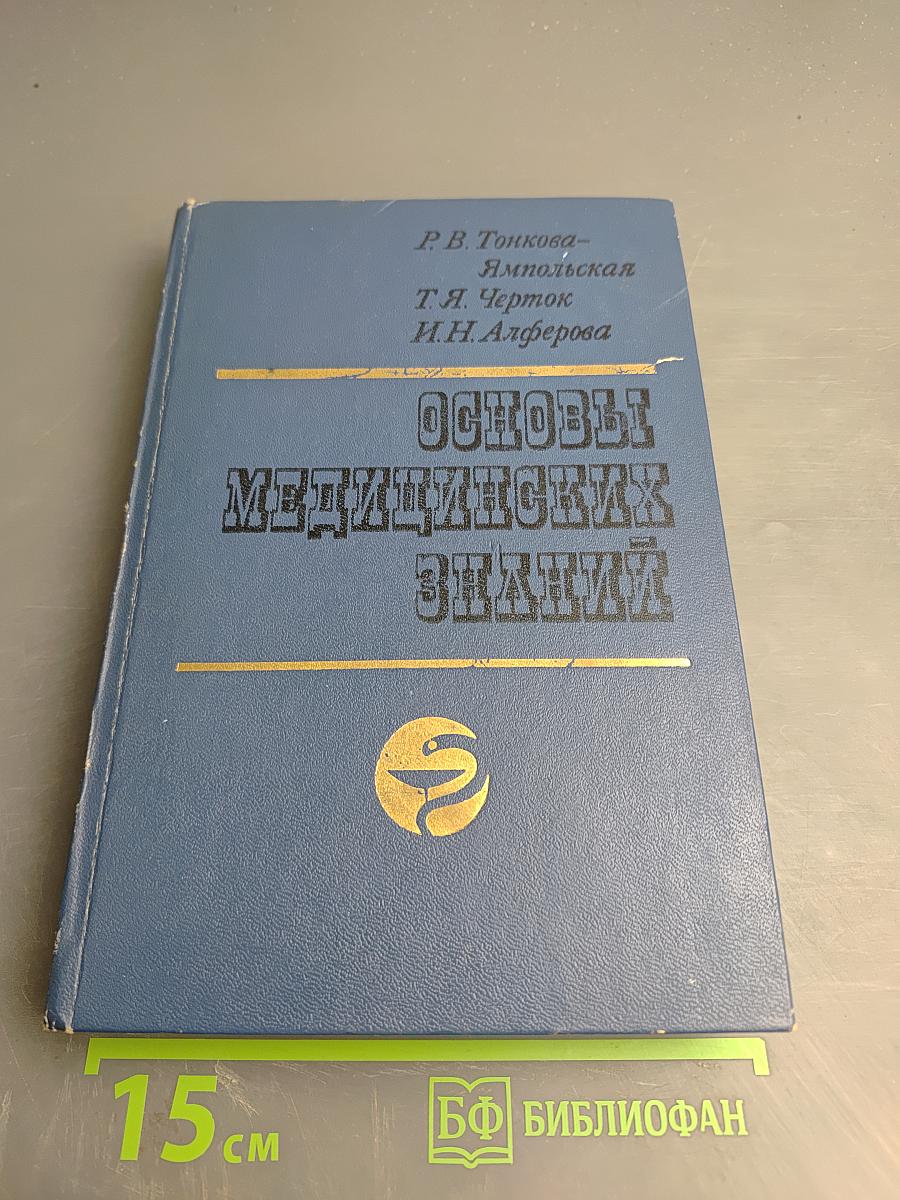 Р. В. Тонкова-
Ямпольская
Т. Я. Черток
И. Н. Алферова
ОСНОВЫ
МЕДИЦИНСКИХ
ЗНАНИЙ
15 см
БФ БИБЛИОФАН